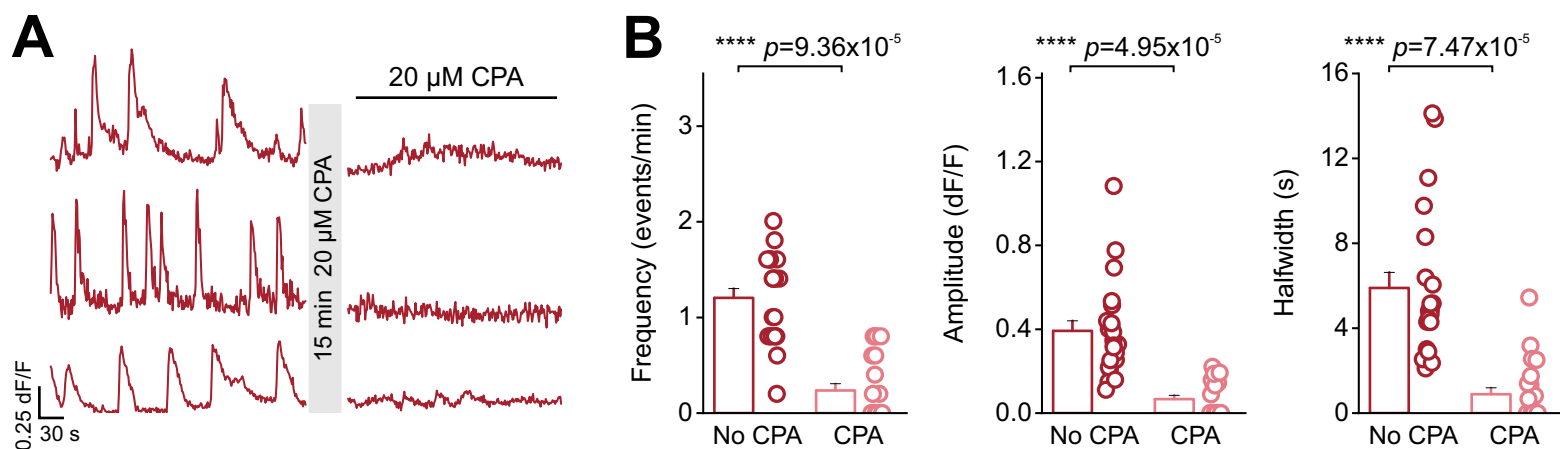 A
20 µM CPA
15 min 20 µM CPA
0.25 dF/F
30 s
B
**** p=9.36x10-5
Frequency (events/min)
3
2
1
0
No CPA CPA
**** p=4.95x10-5
Amplitude (dF/F)
1.6
1.2
0.8
0.4
0.0
No CPA CPA
**** p=7.47x10-5
Halfwidth (s)
16
12
8
4
0
No CPA CPA